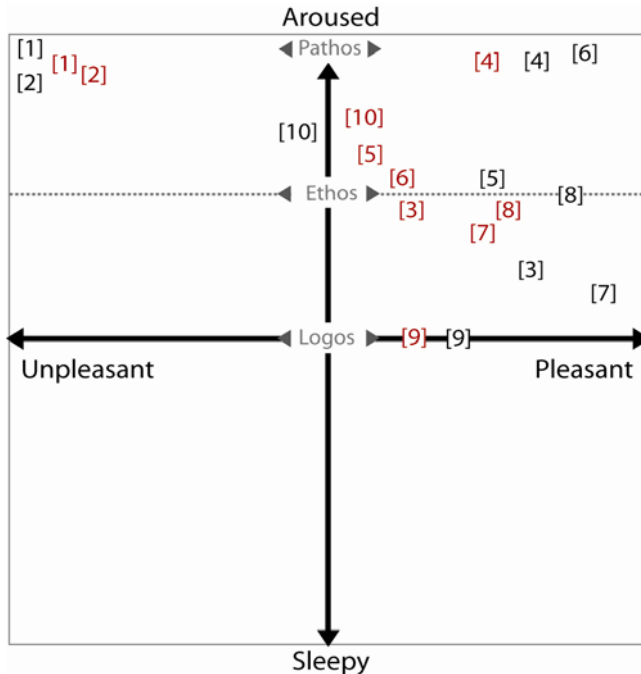 Aroused
[1] Pathos [6]
[1] [4] [4]
[2] [2]
[10] [10]
[5]
[6] [5]
Ethos [8]
[3] [8]
[7]
[3]
[7]
Logos [9] [9]
Unpleasant Pleasant
Sleepy